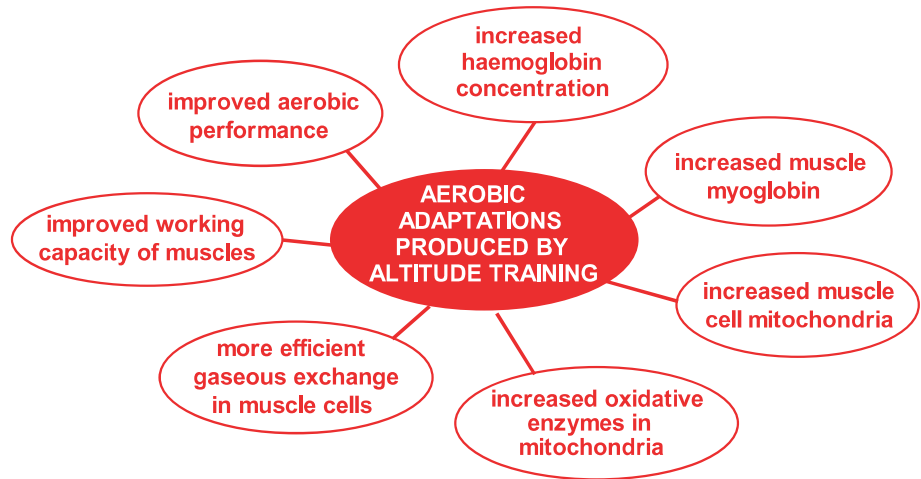 increased
haemoglobin
concentration
improved aerobic
performance
increased muscle
myoglobin
AEROBIC
ADAPTATIONS
PRODUCED BY
ALTITUDE TRAINING
improved working
capacity of muscles
increased muscle
cell mitochondria
more efficient
gaseous exchange
in muscle cells
increased oxidative
enzymes in
mitochondria